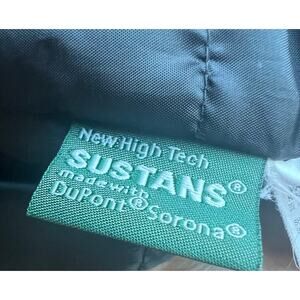 New High Tech
SUSTANS®
made with
DuPont® Sorona®